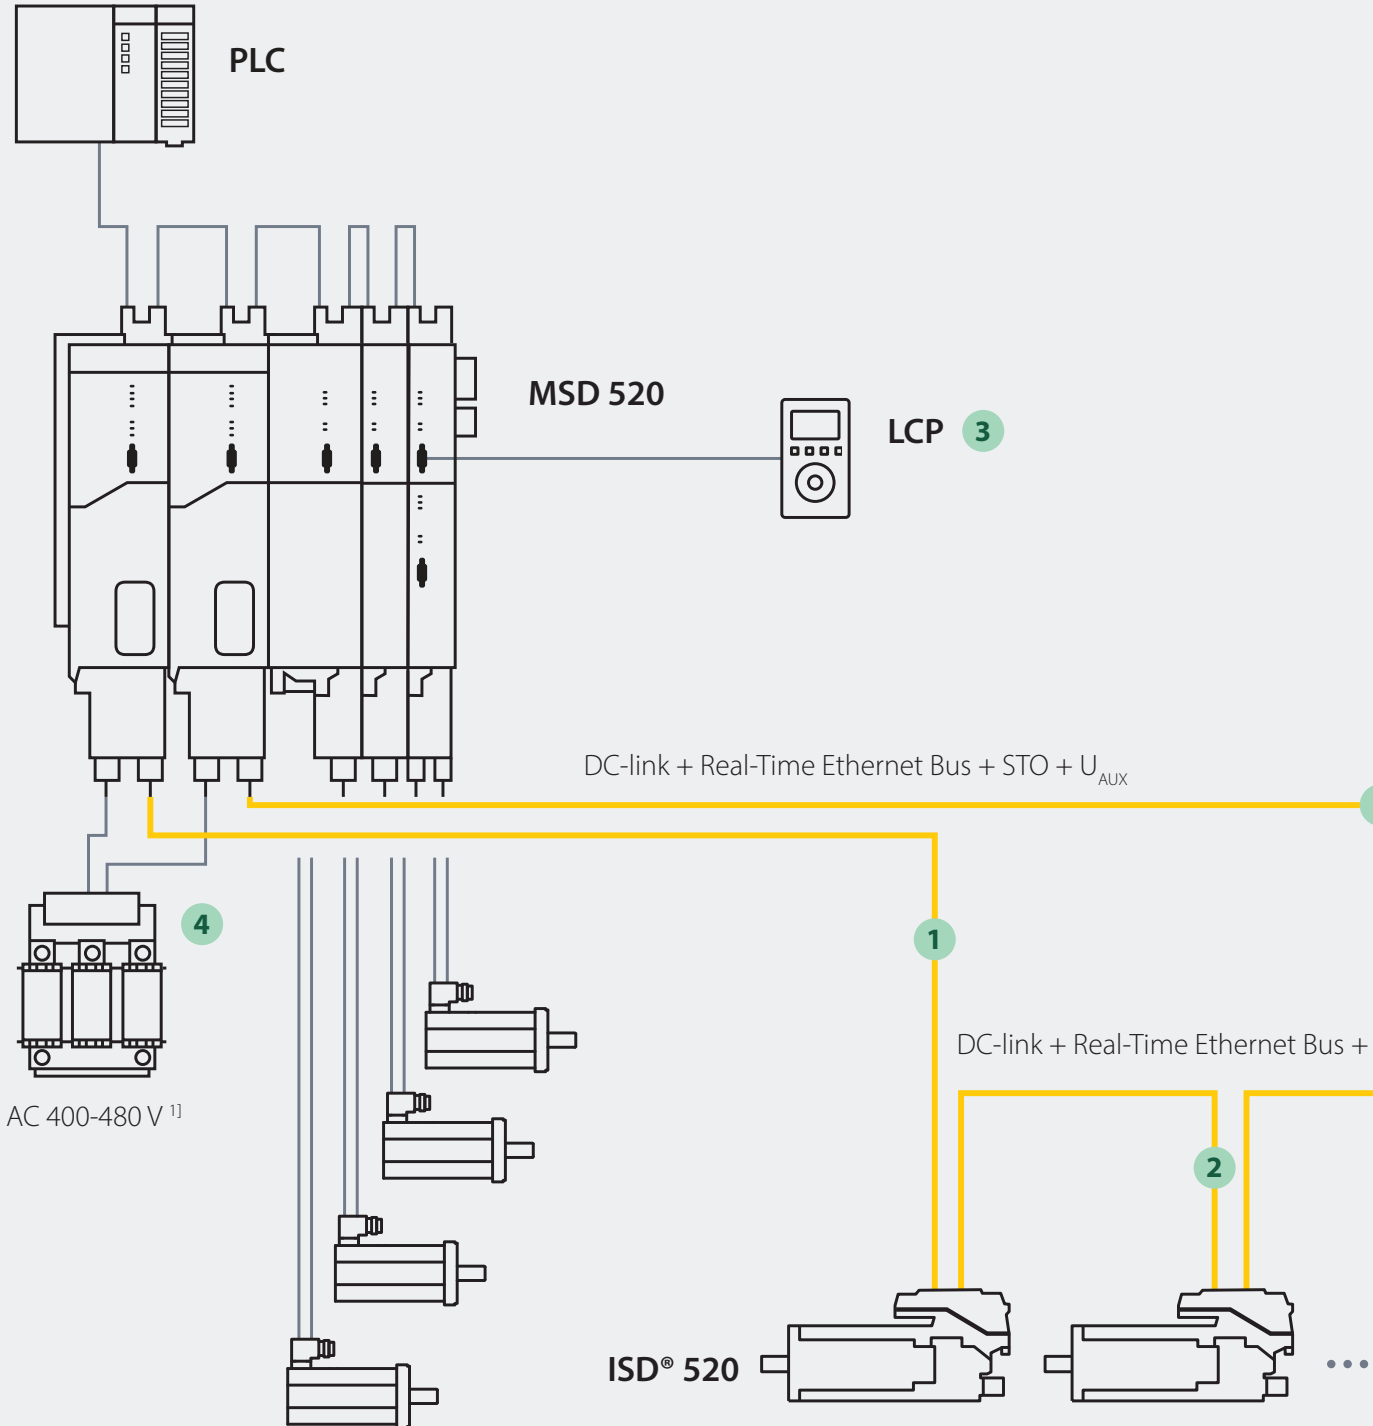 PLC
MSD 520
LCP 3
DC-link + Real-Time Ethernet Bus + STO + U_AUX
4
1
DC-link + Real-Time Ethernet Bus +
AC 400-480 V ¹]
2
ISD® 520